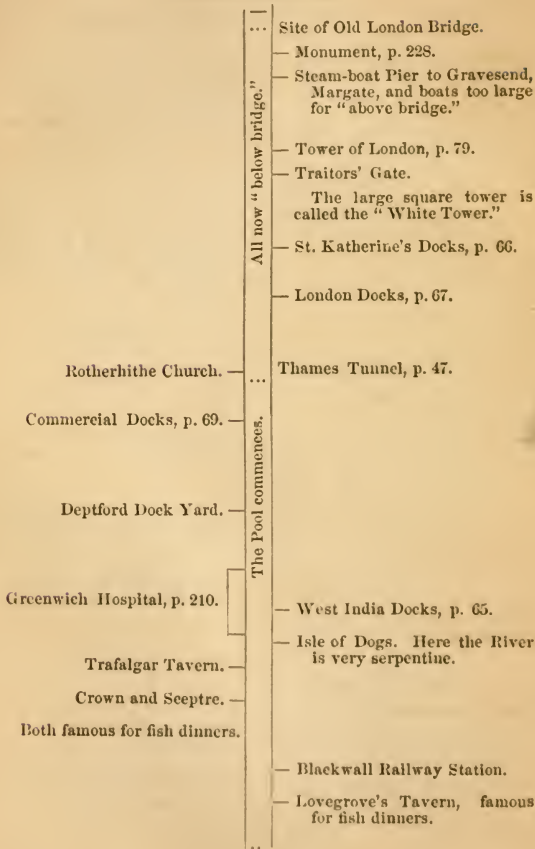 Site of Old London Bridge.
Monument, p. 228.
Steam-boat Pier to Gravesend,
Margate, and boats too large
for "above bridge."
All now "below bridge."
Tower of London, p. 79.
Traitors' Gate.
The large square tower is
called the "White Tower."
St. Katherine's Docks, p. 66.
London Docks, p. 67.
Rotherhithe Church.
Thames Tunnel, p. 47.
Commercial Docks, p. 69.
The Pool commences.
Deptford Dock Yard.
Greenwich Hospital, p. 210.
West India Docks, p. 65.
Isle of Dogs. Here the River
is very serpentine.
Trafalgar Tavern.
Crown and Sceptre.
Both famous for fish dinners.
Blackwall Railway Station.
Lovegrove's Tavern, famous
for fish dinners.